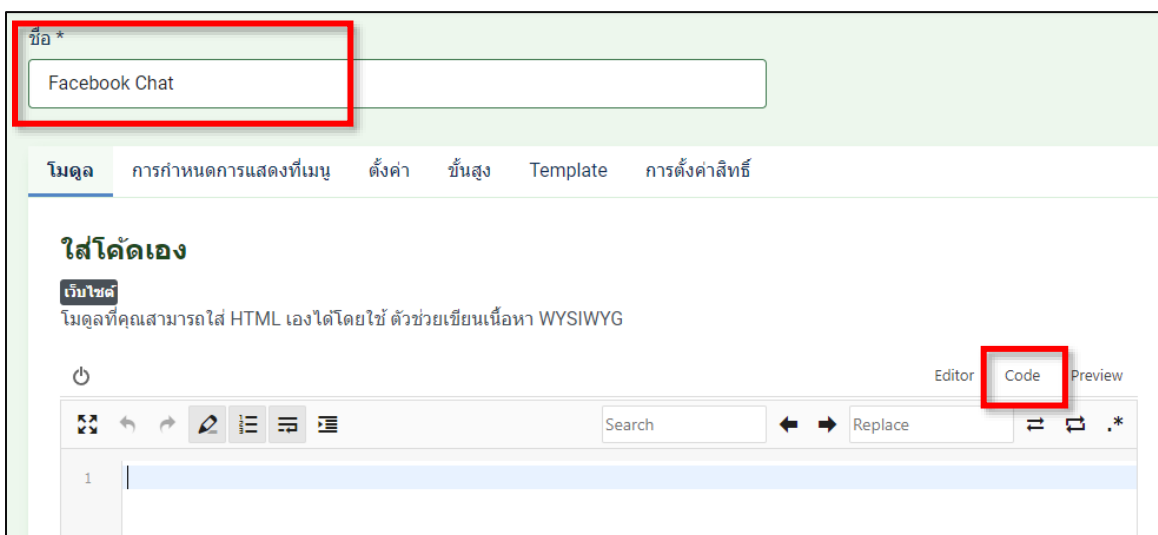 ชื่อ *
Facebook Chat
โมดูล การกำหนดการแสดงที่เมนู ตั้งค่า ขั้นสูง Template การตั้งค่าสิทธิ์
ใส่โค้ดเอง
เว็บไซต์
โมดูลที่คุณสามารถใส่ HTML เองได้โดยใช้ ตัวช่วยเขียนเนื้อหา WYSIWYG
Editor Code Preview
Search Replace .*
1